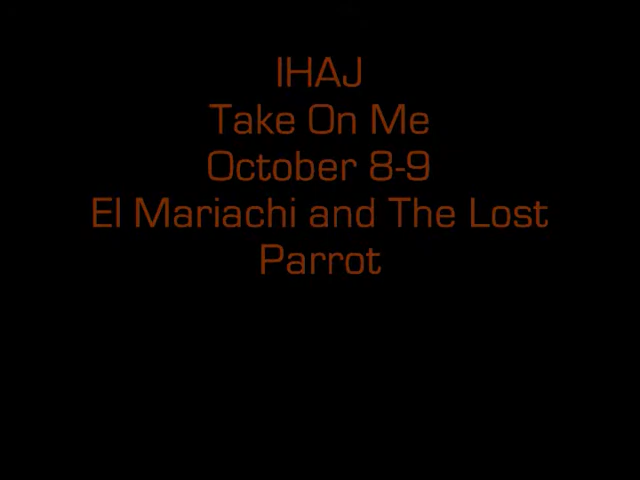 IHAJ
Take On Me
October 8-9
El Mariachi and The Lost
Parrot